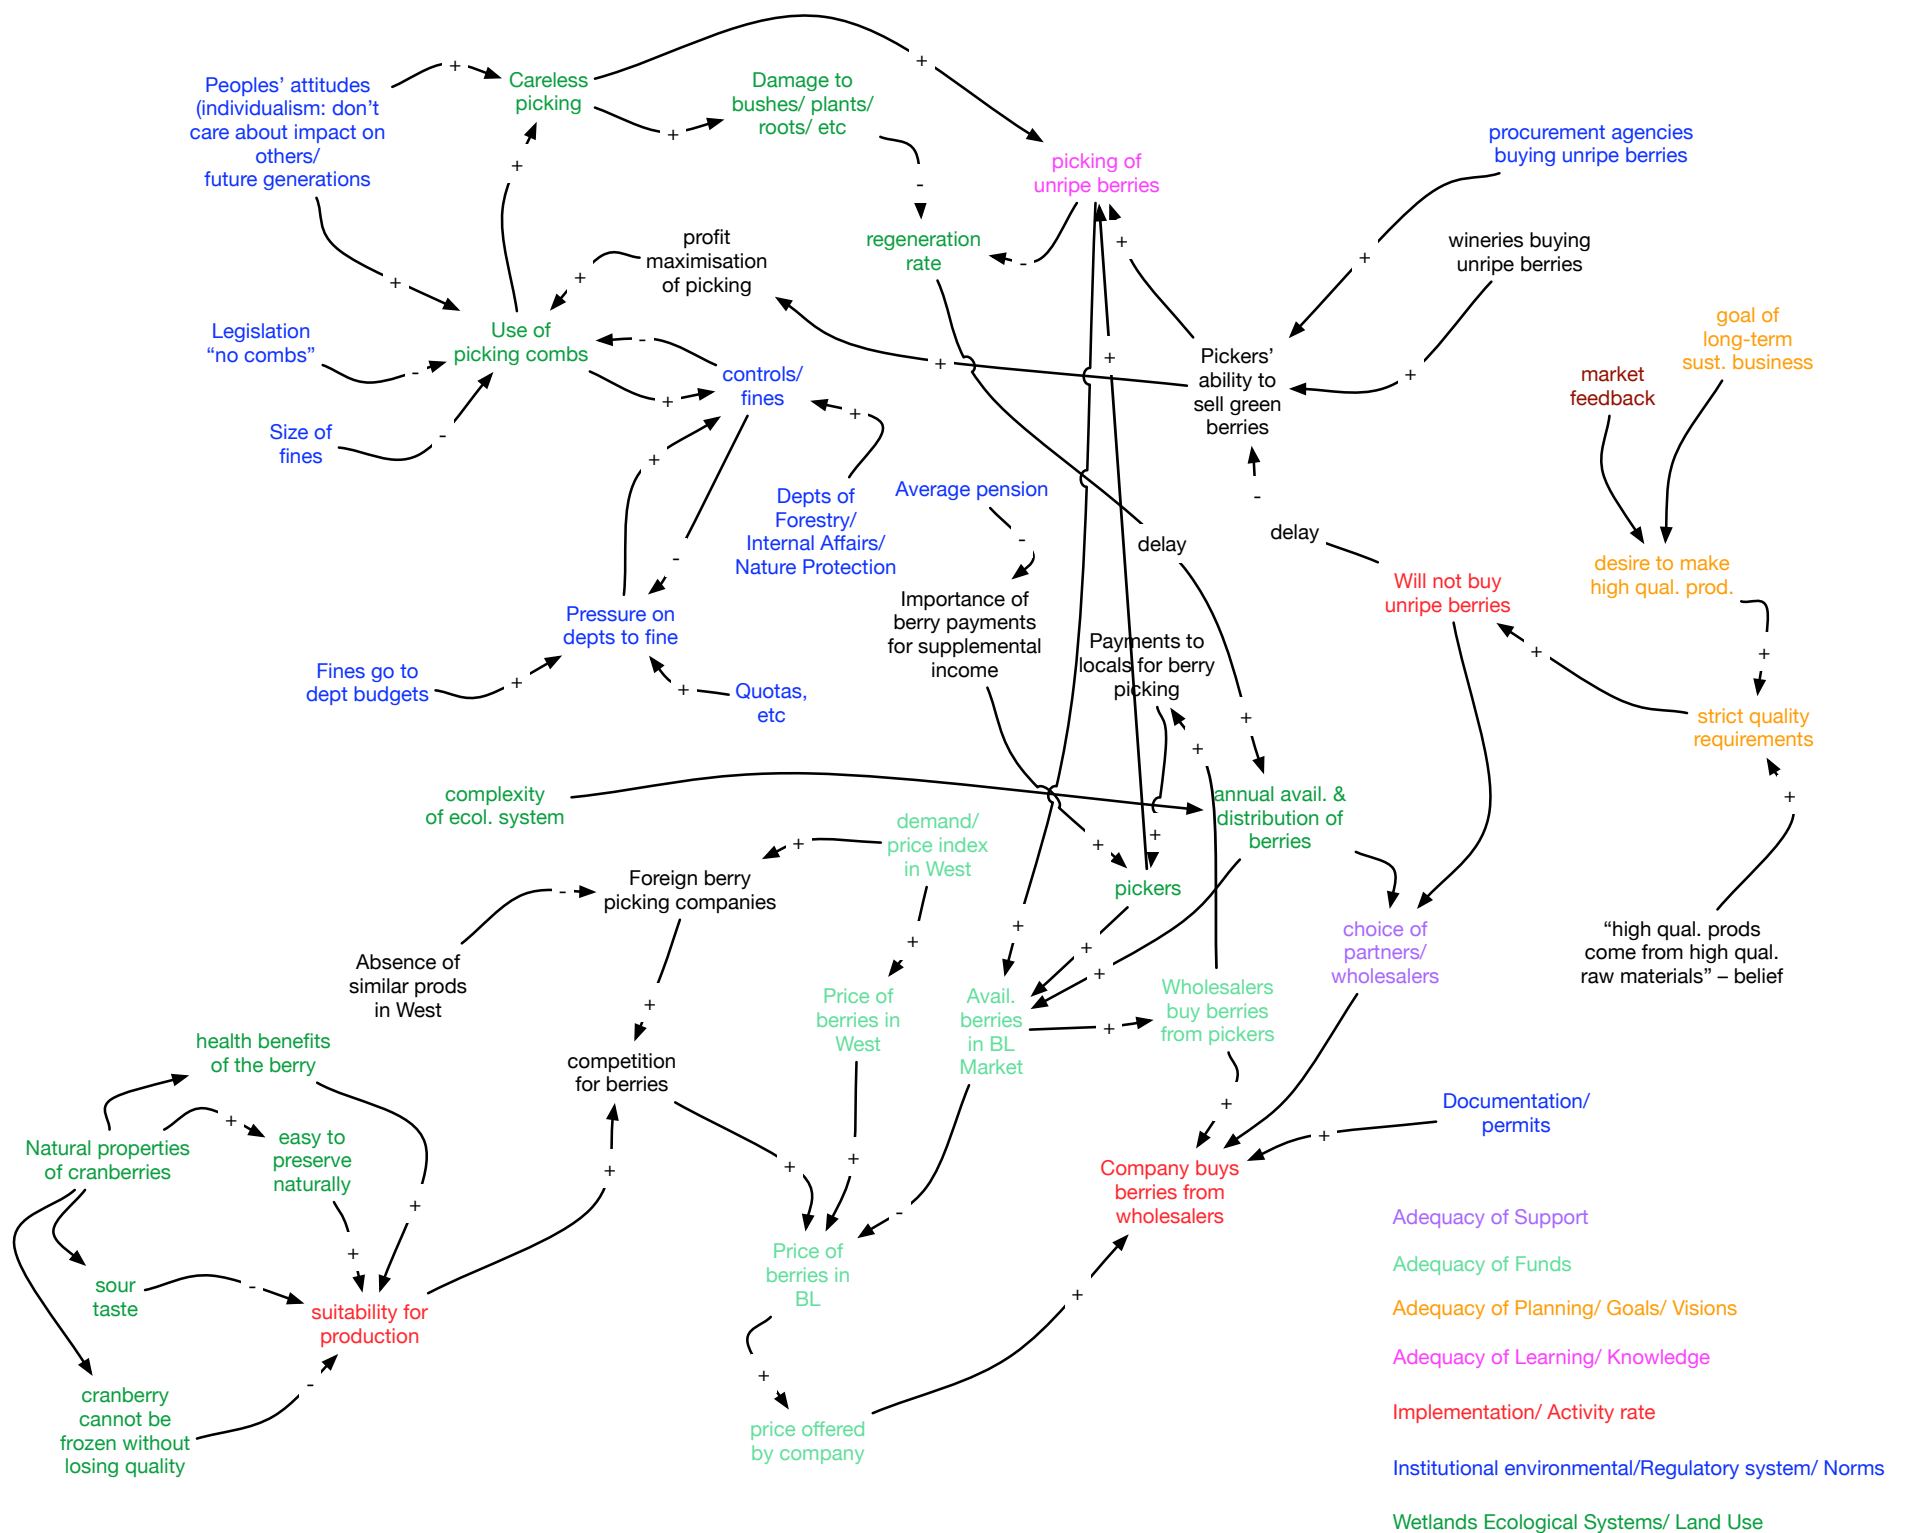 Peoples’ attitudes
(individualism: don’t
care about impact on
others/
future generations
+
Careless
picking
+
Damage to
bushes/ plants/
roots/ etc
+
+
-
picking of
unripe berries
procurement agencies
buying unripe berries
wineries buying
unripe berries
+
+
regeneration
rate
-
+
profit
maximisation
of picking
+
+
Legislation
“no combs”
-
Use of
picking combs
-
+
controls/
fines
+
Size of
fines
-
+
+
Pickers’
ability to
sell green
berries
+
goal of
long-term
sust. business
market
feedback
+
-
Depts of
Forestry/
Internal Affairs/
Nature Protection
Average pension
-
delay
-
delay
desire to make
high qual. prod.
Will not buy
unripe berries
Importance of
berry payments
for supplemental
income
Payments to
locals for berry
picking
Pressure on
depts to fine
Fines go to
dept budgets
+
+
Quotas,
etc
+
+
strict quality
requirements
+
+
+
complexity
of ecol. system
annual avail. &
distribution of
berries
demand/
price index
in West
+
+
+
Foreign berry
picking companies
-
pickers
Absence of
similar prods
in West
+
+
+
+
choice of
partners/
wholesalers
“high qual. prods
come from high qual.
raw materials” – belief
+
Price of
berries in
West
Avail.
berries
in BL
Market
+
Wholesalers
buy berries
from pickers
+
competition
for berries
health benefits
of the berry
Natural properties
of cranberries
+
easy to
preserve
naturally
+
+
+
+
+
-
+
Company buys
berries from
wholesalers
+
Documentation/
permits
sour
taste
-
suitability for
production
Price of
berries in
BL
+
-
cranberry
cannot be
frozen without
losing quality
+
price offered
by company
Adequacy of Support
Adequacy of Funds
Adequacy of Planning/ Goals/ Visions
Adequacy of Learning/ Knowledge
Implementation/ Activity rate
Institutional environmental/Regulatory system/ Norms
Wetlands Ecological Systems/ Land Use